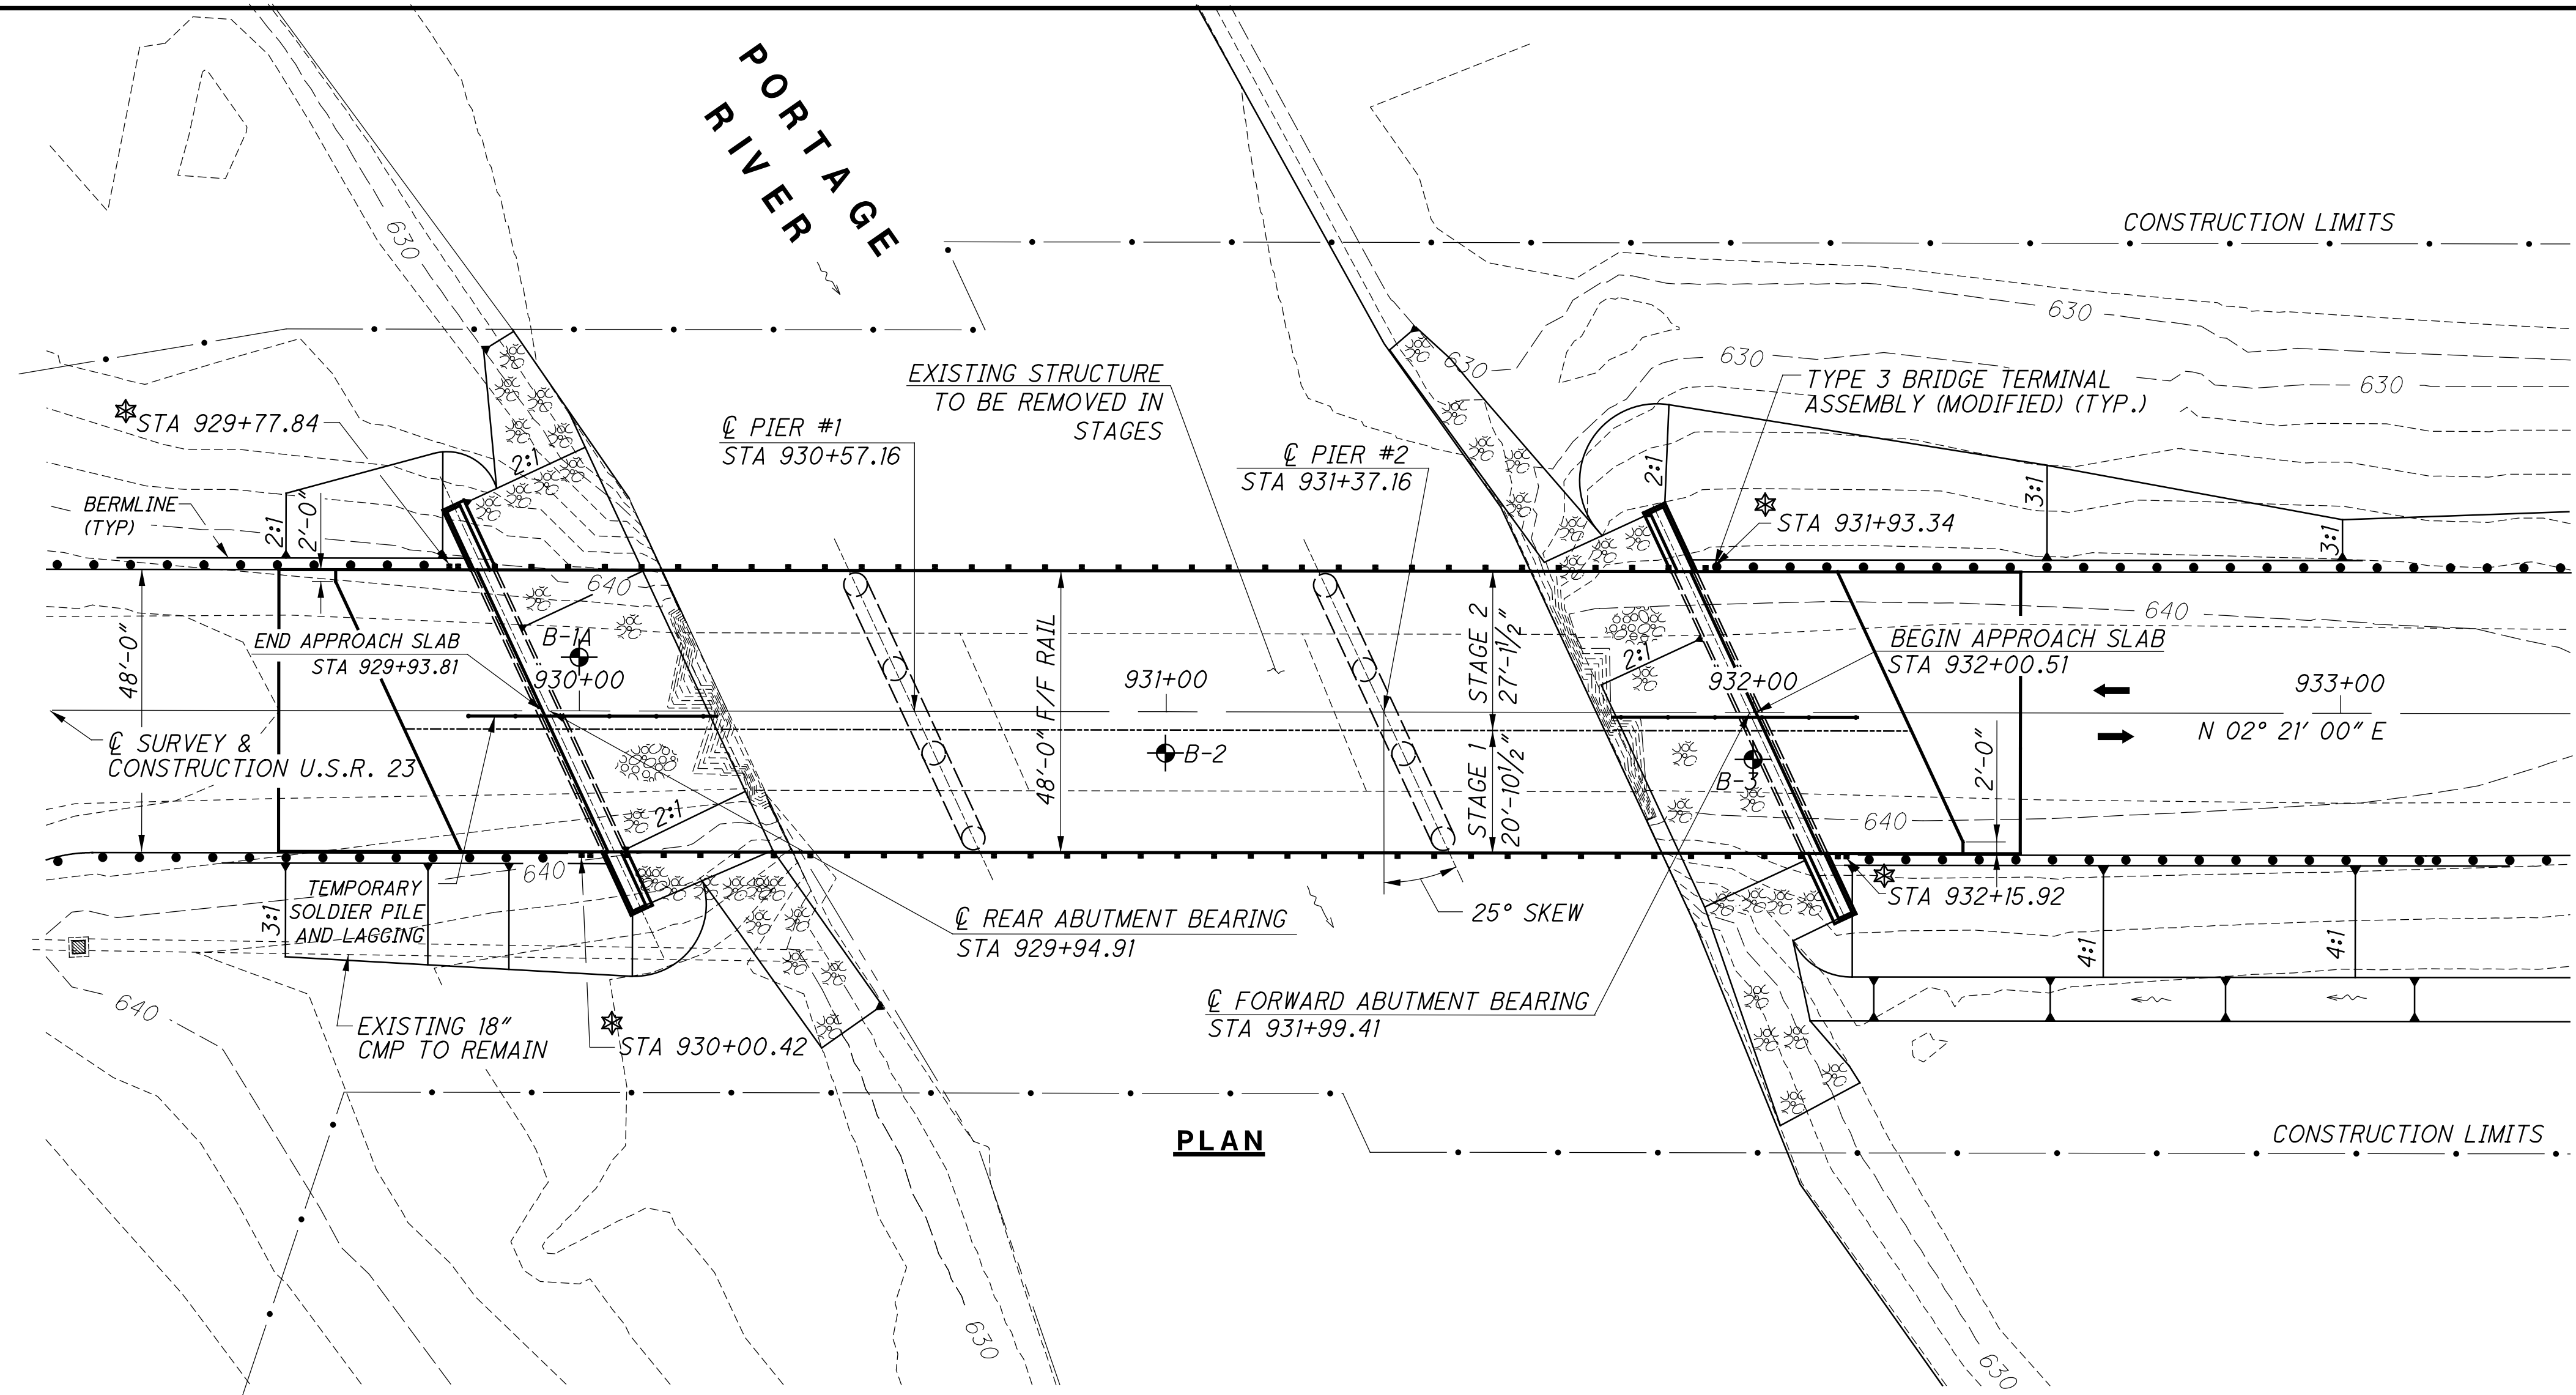 PORTAGE
RIVER
630
CONSTRUCTION LIMITS
630
630
630
630
EXISTING STRUCTURE
TO BE REMOVED IN
STAGES
TYPE 3 BRIDGE TERMINAL
ASSEMBLY (MODIFIED) (TYP.)
STA 929+77.84
℄ PIER #1
STA 930+57.16
℄ PIER #2
STA 931+37.16
2:1
2:1
3:1
STA 931+93.34
BERMLINE
(TYP)
2:1
2'-0"
3:1
640
640
48'-0"
END APPROACH SLAB
STA 929+93.81
B-1A
930+00
48'-0" F/F RAIL
931+00
STAGE 2
27'-1½"
2:1
932+00
BEGIN APPROACH SLAB
STA 932+00.51
933+00
N 02° 21' 00" E
℄ SURVEY &
CONSTRUCTION U.S.R. 23
B-2
STAGE 1
20'-10½"
B-3
2'-0"
2:1
640
640
TEMPORARY
SOLDIER PILE
AND LAGGING
3:1
℄ REAR ABUTMENT BEARING
STA 929+94.91
25° SKEW
STA 932+15.92
4:1
4:1
640
EXISTING 18"
CMP TO REMAIN
STA 930+00.42
℄ FORWARD ABUTMENT BEARING
STA 931+99.41
PLAN
CONSTRUCTION LIMITS
630
630